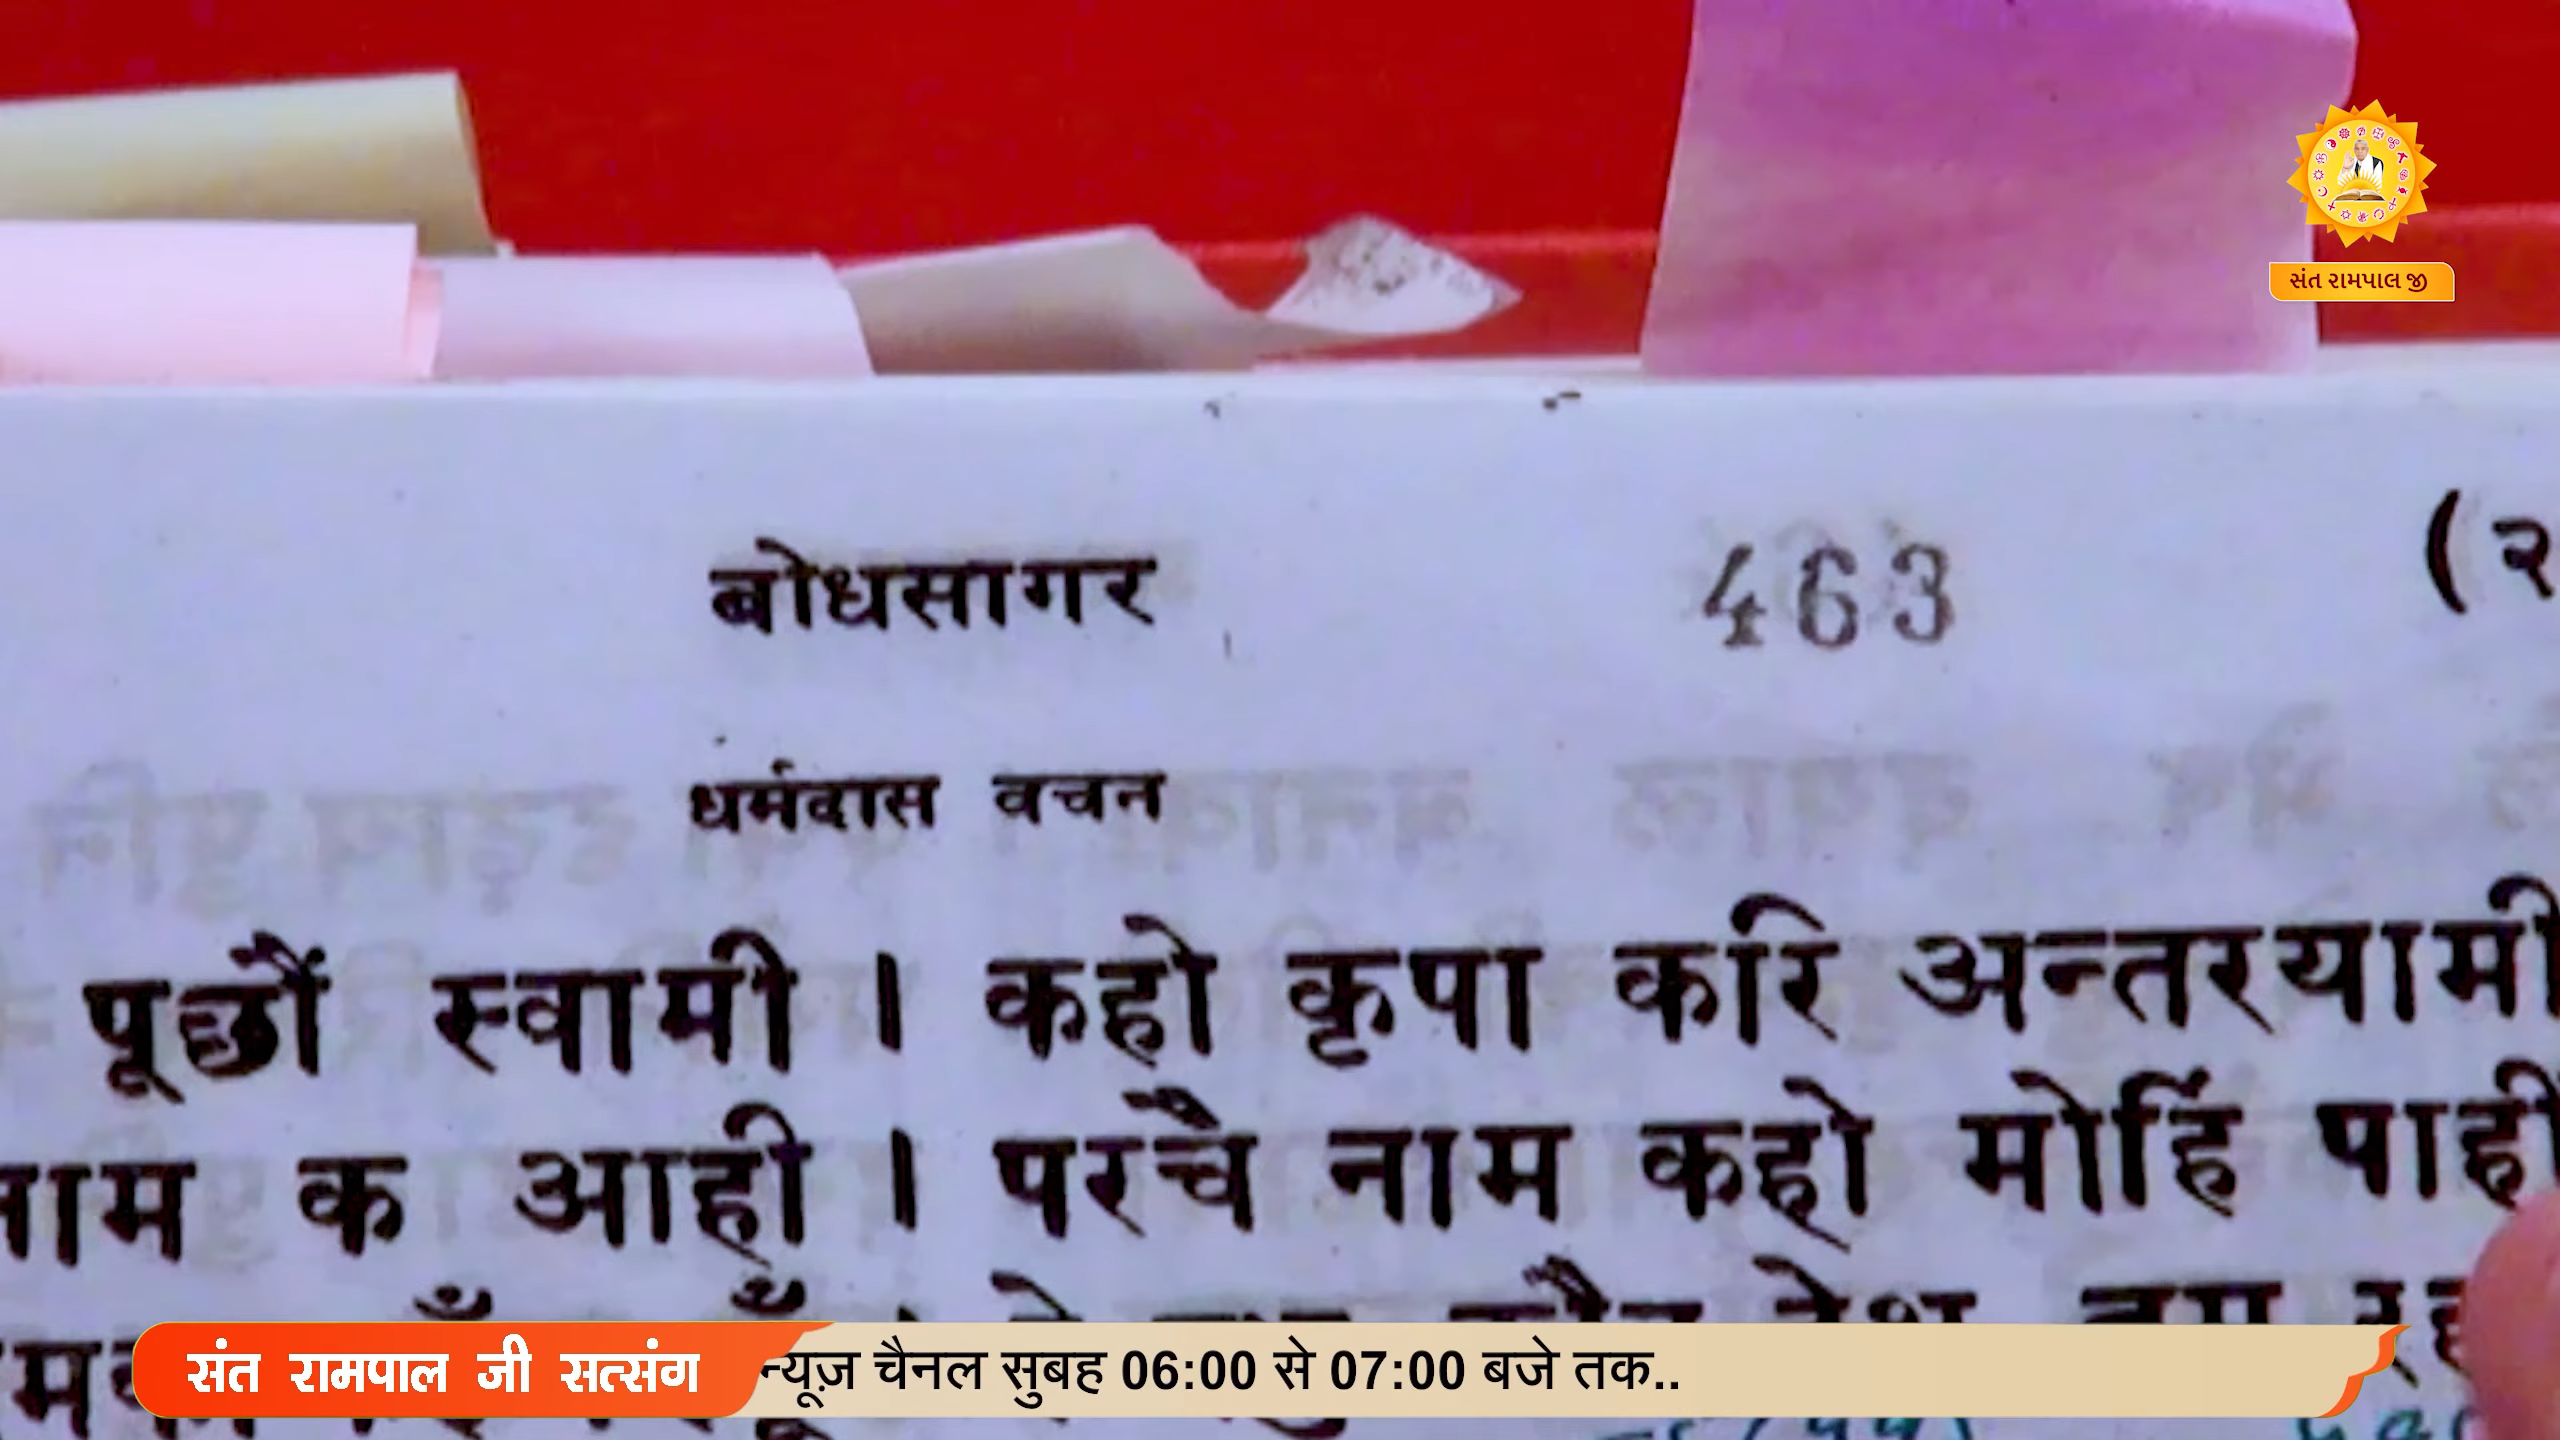 સંત રામપાલ જી
बोधसागर 463 (२
धर्मदास वचन
पूछौं स्वामी । कहो कृपा करि अन्तरयामी
नाम क आही । परचै नाम कहो मोहिं पाहीं
संत रामपाल जी सत्संग न्यूज़ चैनल सुबह 06:00 से 07:00 बजे तक..